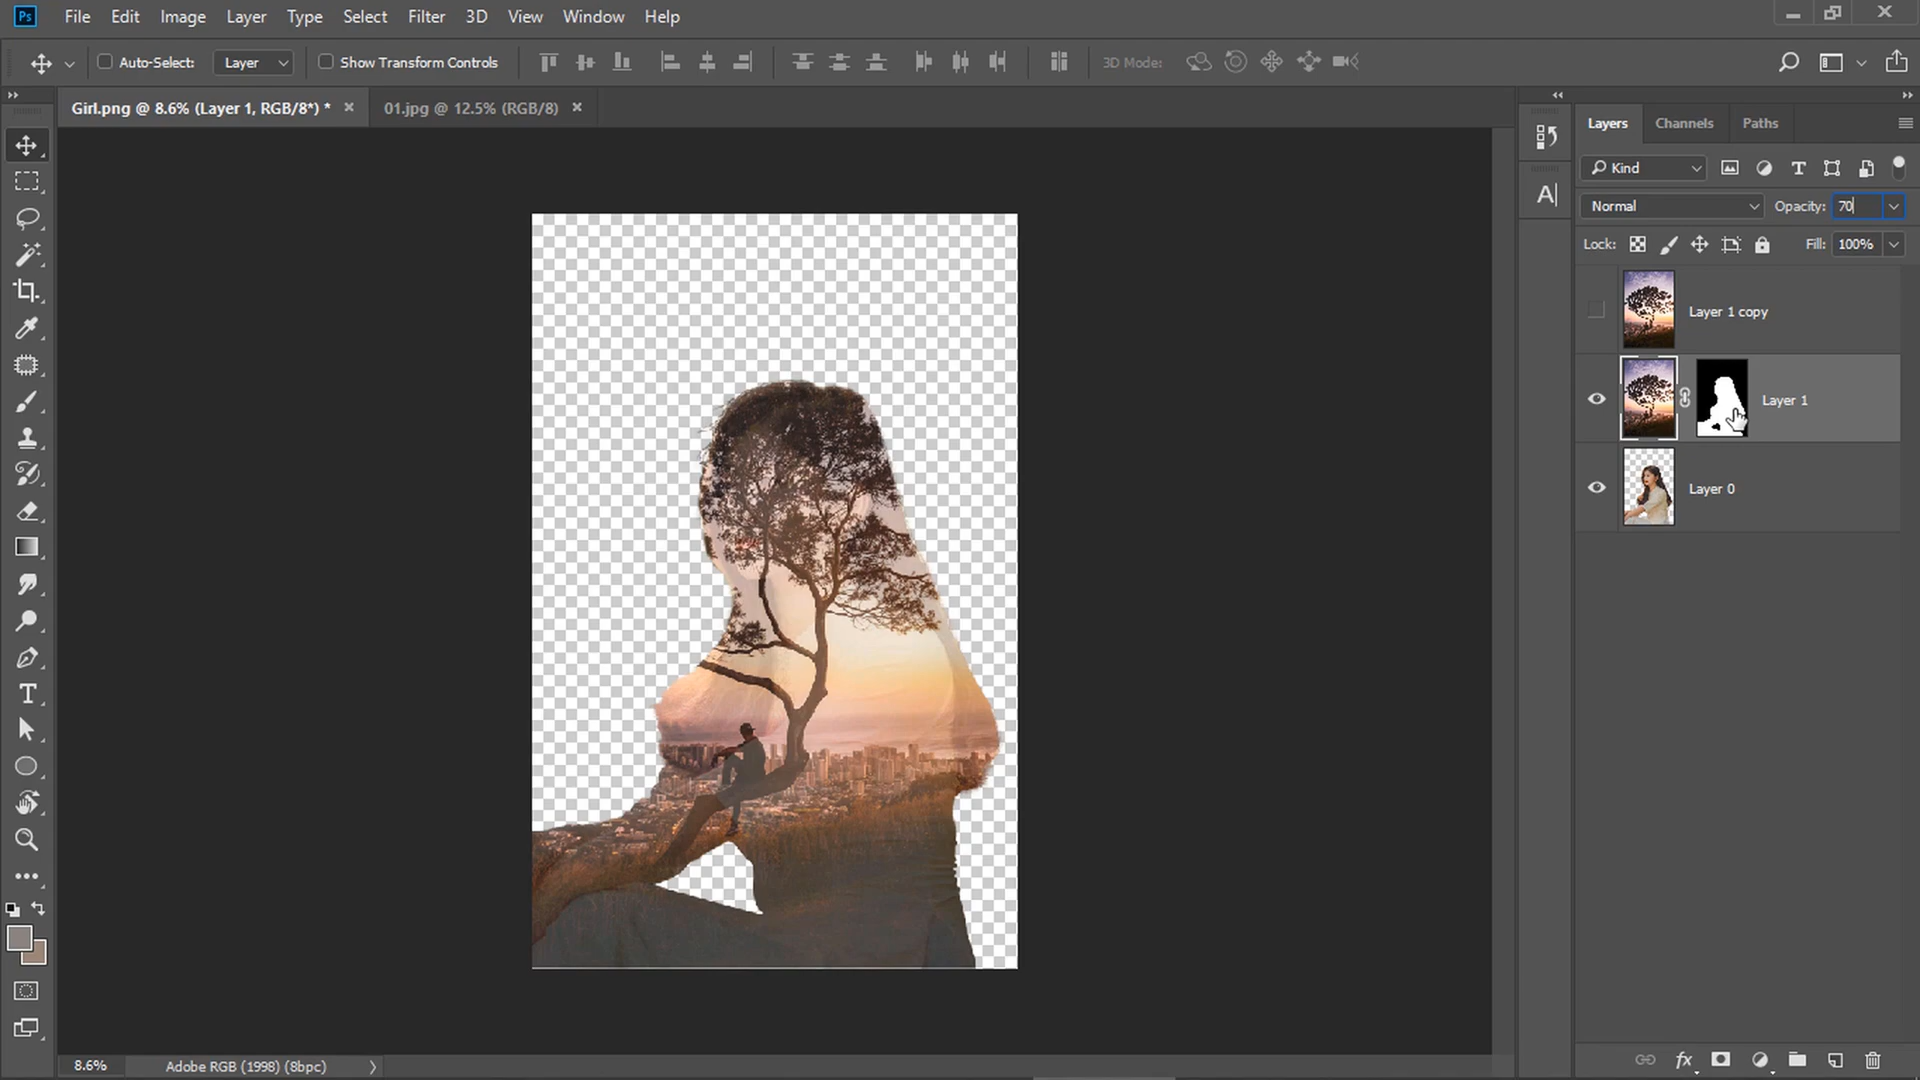 Ps File Edit Image Layer Type Select Filter 3D View Window Help
Auto-Select: Layer Show Transform Controls 3D Mode:
Girl.png @ 8.6% (Layer 1, RGB/8*) * × 01.jpg @ 12.5% (RGB/8) ×
Layers Channels Paths
Kind
Normal Opacity: 70
Lock: Fill: 100%
Layer 1 copy
Layer 1
Layer 0
8.6% Adobe RGB (1998) (8bpc)
fx